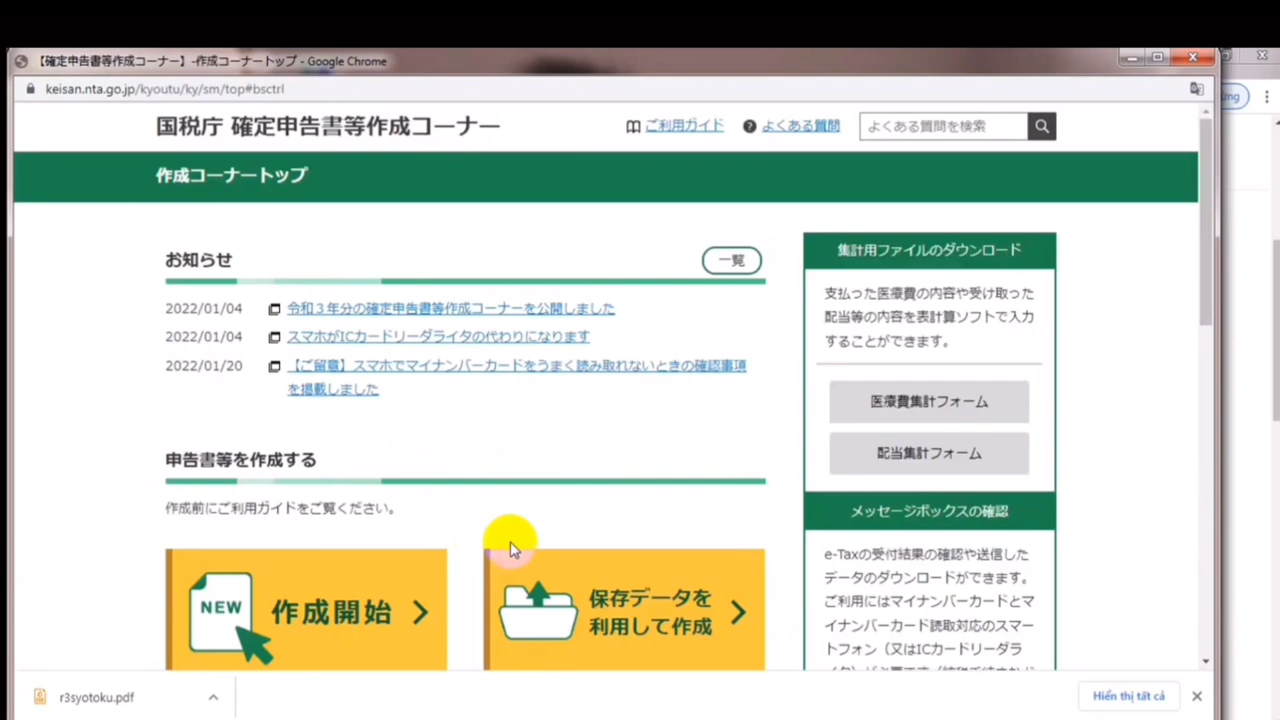 【確定申告書等作成コーナー】-作成コーナートップ - Google Chrome
keisan.nta.go.jp/kyoutu/ky/sm/top#bsctrl
国税庁 確定申告書等作成コーナー
ご利用ガイド
よくある質問
よくある質問を検索
作成コーナートップ
お知らせ
一覧
2022/01/04 令和３年分の確定申告書等作成コーナーを公開しました
2022/01/04 スマホがICカードリーダライタの代わりになります
2022/01/20 【ご留意】スマホでマイナンバーカードをうまく読み取れないときの確認事項
を掲載しました
申告書等を作成する
作成前にご利用ガイドをご覧ください。
NEW
作成開始
保存データを
利用して作成
集計用ファイルのダウンロード
支払った医療費の内容や受け取った
配当等の内容を表計算ソフトで入力
することができます。
医療費集計フォーム
配当集計フォーム
メッセージボックスの確認
e-Taxの受付結果の確認や送信した
データのダウンロードができます。
ご利用にはマイナンバーカードとマ
イナンバーカード読取対応のスマー
トフォン（又はICカードリーダラ
r3syotoku.pdf
Hiển thị tất cả